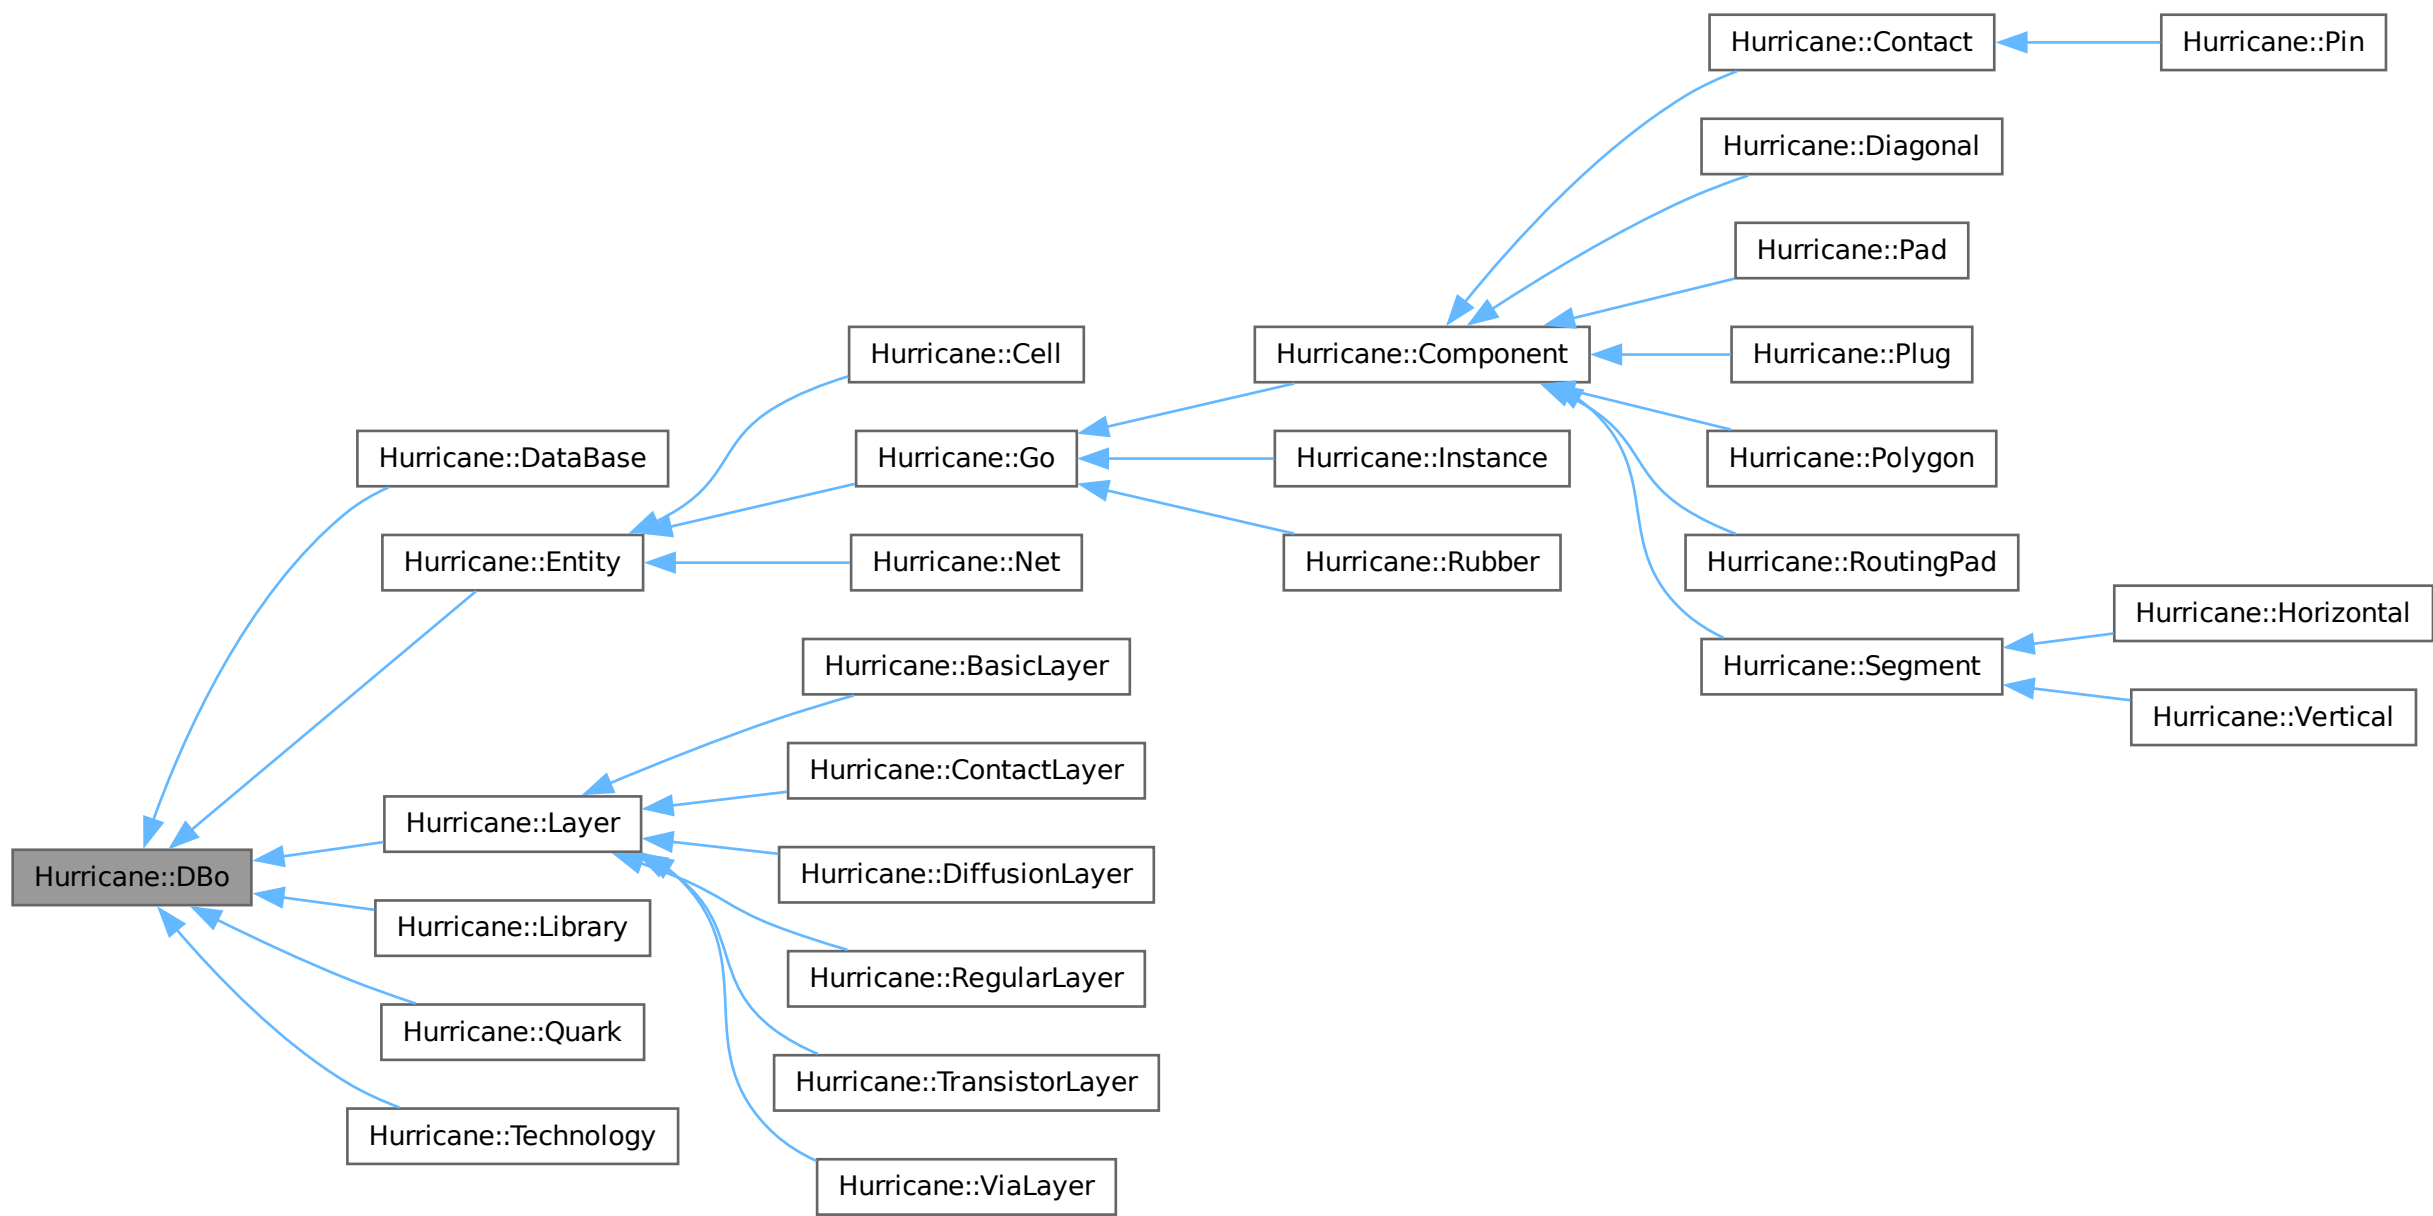 Hurricane::Contact
Hurricane::Pin
Hurricane::Diagonal
Hurricane::Pad
Hurricane::Cell
Hurricane::Component
Hurricane::Plug
Hurricane::DataBase
Hurricane::Go
Hurricane::Instance
Hurricane::Polygon
Hurricane::Entity
Hurricane::Net
Hurricane::Rubber
Hurricane::RoutingPad
Hurricane::Horizontal
Hurricane::BasicLayer
Hurricane::Segment
Hurricane::Vertical
Hurricane::ContactLayer
Hurricane::Layer
Hurricane::DBo
Hurricane::DiffusionLayer
Hurricane::Library
Hurricane::RegularLayer
Hurricane::Quark
Hurricane::TransistorLayer
Hurricane::Technology
Hurricane::ViaLayer